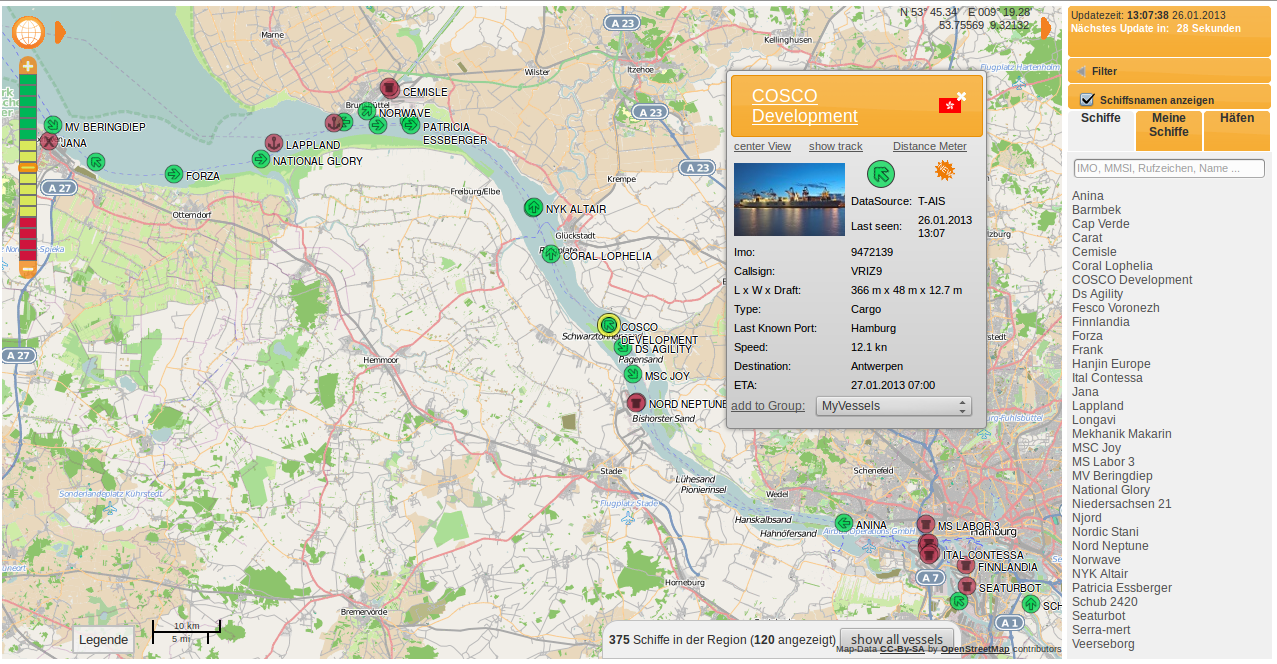 A 23
N 53° 45.34' E 009° 19.28'
53.75569 9.32132
Marne
Kellinghusen
Wilster
Itzehoe
CEMISLE
NORWAVE
MV BERINGDIEP
JANA
PATRICIA
ESSBERGER
LAPPLAND
NATIONAL GLORY
FORZA
A 23
A 23
A 27
Krempe
Freiburg/Elbe
Otterndorf
NYK ALTAIR
Glückstadt
CORAL LOPHELIA
COSCO
DEVELOPMENT
DS AGILITY
Pagensand
A 27
Hemmoor
MSC JOY
NORD NEPTUNE
Bishorster Sand
Stade
Lühesand
Pionierinsel
Schenefeld
Wedel
Sonderlandeplatz Kührstedt
Flugplatz Stade
Hanskalbsand
Hahnöfersand
ANINA
MS LABOR 3
Hamburg
ITAL CONTESSA
FINNLANDIA
A 7
SEATURBOT
Horneburg
Bremervörde
SCH
A 1
10 km
5 mi
Legende
375 Schiffe in der Region (120 angezeigt)
show all vessels
Map-Data CC-By-SA by OpenStreetMap contributors
COSCO
Development
center View show track Distance Meter
DataSource: T-AIS
Last seen: 26.01.2013
13:07
Imo: 9472139
Callsign: VRIZ9
L x W x Draft: 366 m x 48 m x 12.7 m
Type: Cargo
Last Known Port: Hamburg
Speed: 12.1 kn
Destination: Antwerpen
ETA: 27.01.2013 07:00
add to Group: MyVessels
Updatezeit: 13:07:38 26.01.2013
Nächstes Update in: 28 Sekunden
Filter
Schiffsnamen anzeigen
Schiffe
Meine
Schiffe
Häfen
IMO, MMSI, Rufzeichen, Name ...
Anina
Barmbek
Cap Verde
Carat
Cemisle
Coral Lophelia
COSCO Development
Ds Agility
Fesco Voronezh
Finnlandia
Forza
Frank
Hanjin Europe
Ital Contessa
Jana
Lappland
Longavi
Mekhanik Makarin
MSC Joy
MS Labor 3
MV Beringdiep
National Glory
Niedersachsen 21
Njord
Nordic Stani
Nord Neptune
Norwave
NYK Altair
Patricia Essberger
Schub 2420
Seaturbot
Serra-mert
Veerseborg